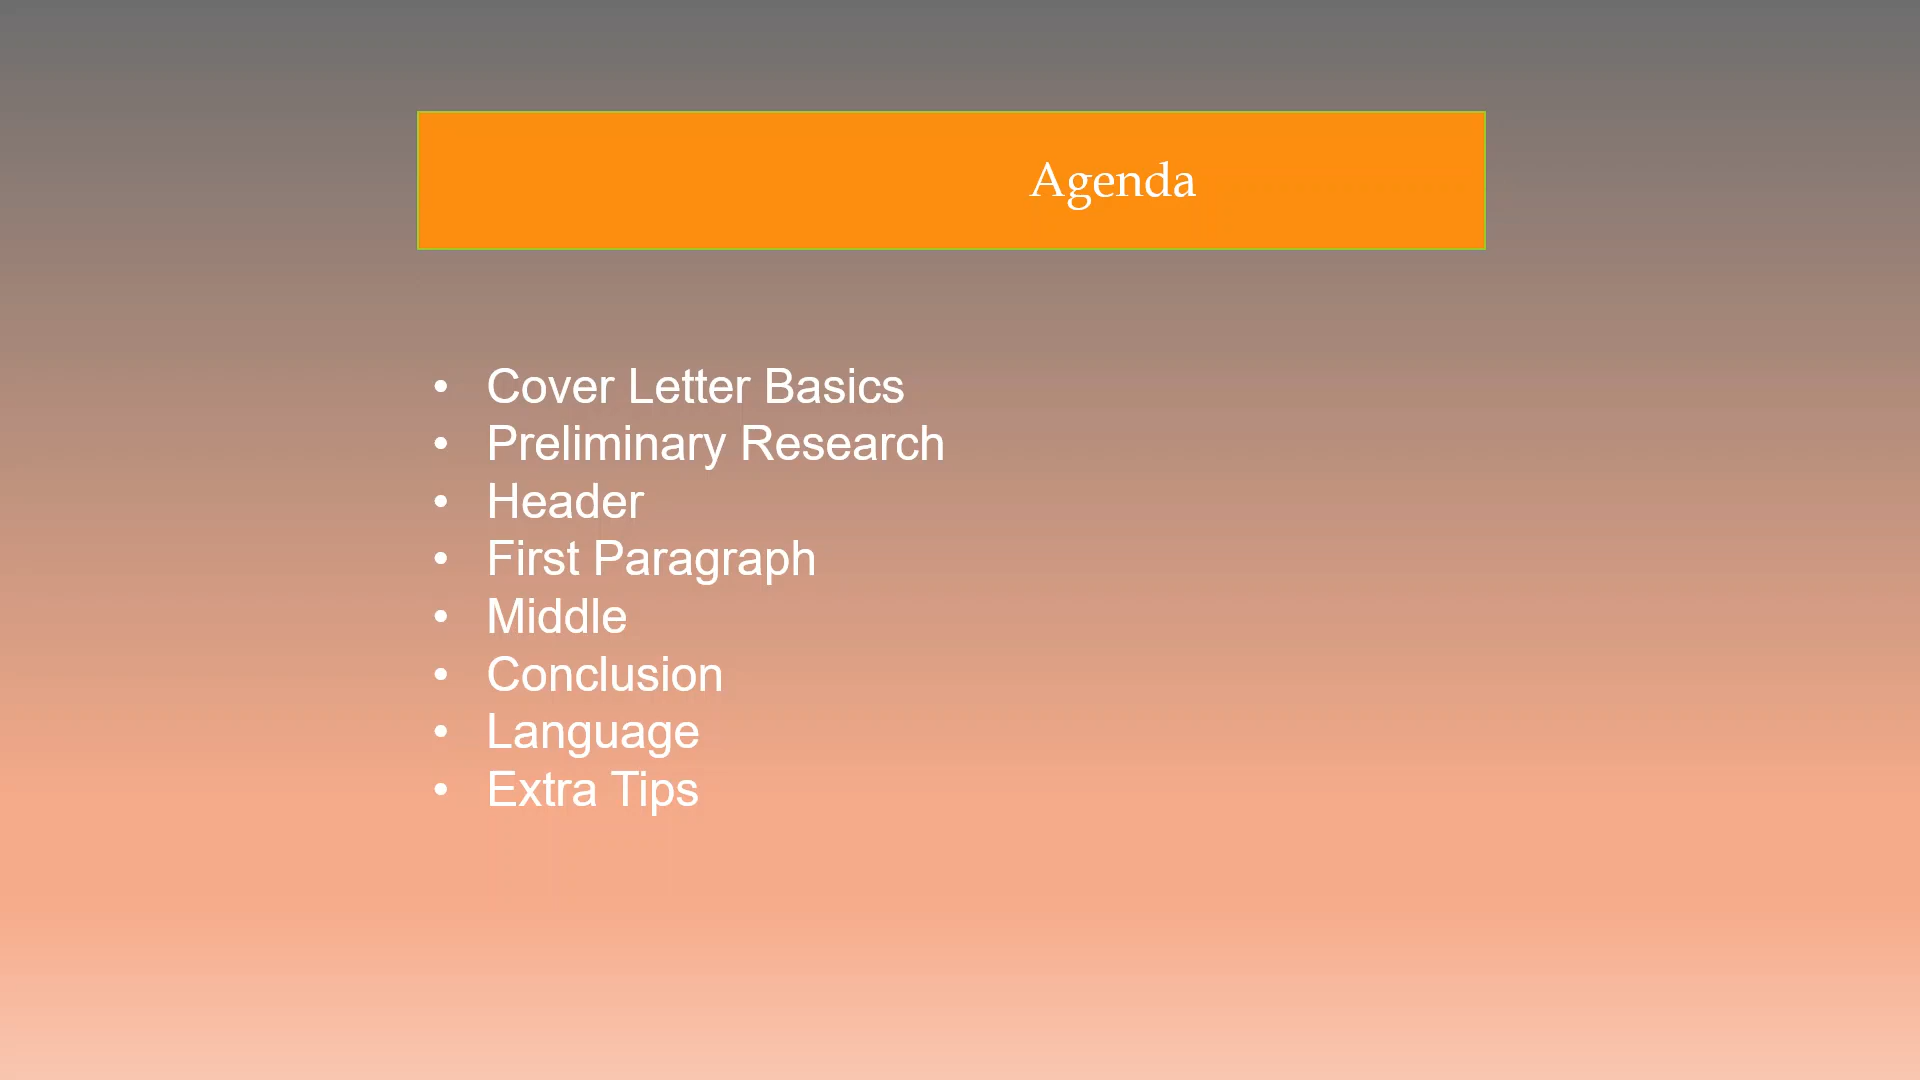 Agenda
• Cover Letter Basics
• Preliminary Research
• Header
• First Paragraph
• Middle
• Conclusion
• Language
• Extra Tips